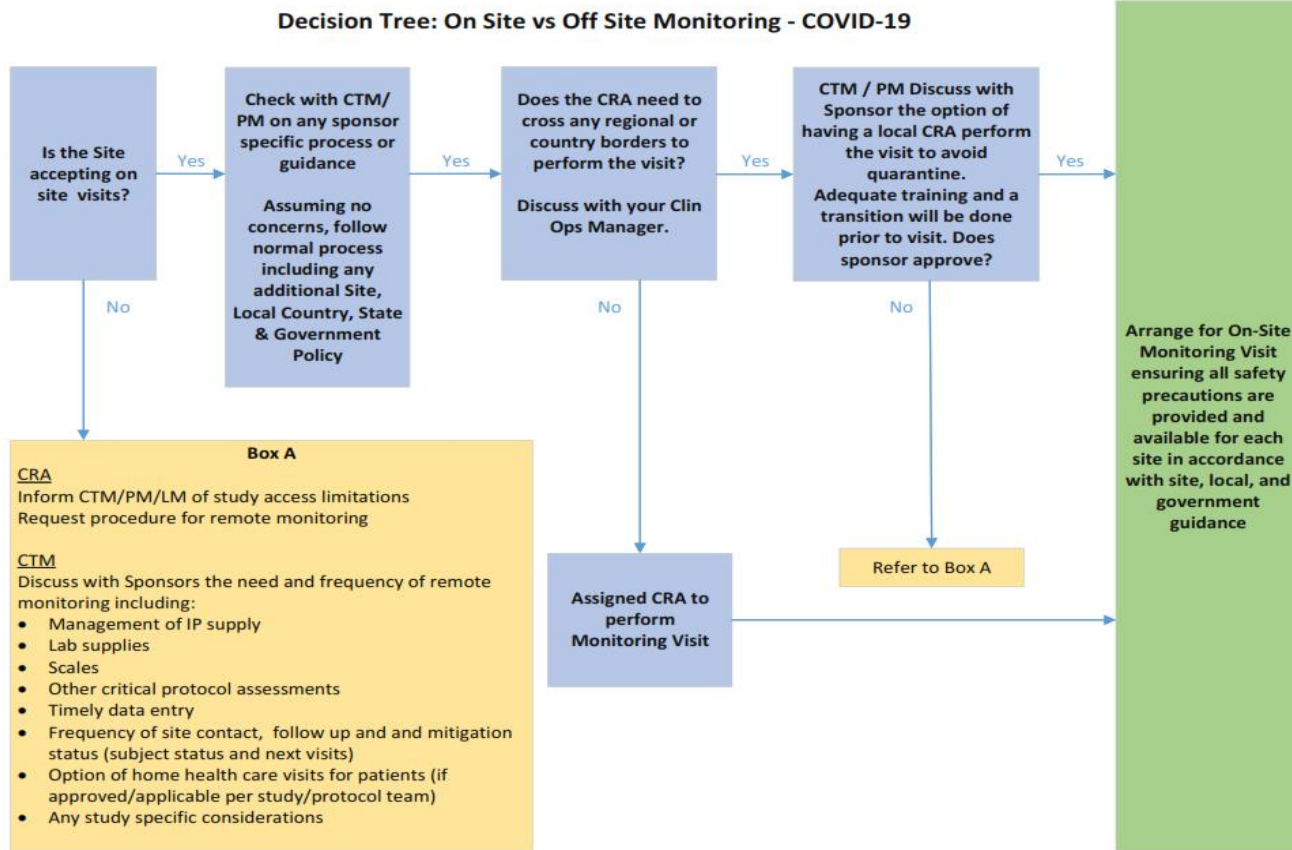 Decision Tree: On Site vs Off Site Monitoring - COVID-19
Is the Site
accepting on
site visits?
Yes
No
Check with CTM/
PM on any sponsor
specific process or
guidance
Assuming no
concerns, follow
normal process
including any
additional Site,
Local Country, State
& Government
Policy
Yes
Does the CRA need to
cross any regional or
country borders to
perform the visit?
Discuss with your Clin
Ops Manager.
Yes
No
CTM / PM Discuss with
Sponsor the option of
having a local CRA perform
the visit to avoid
quarantine.
Adequate training and a
transition will be done
prior to visit. Does
sponsor approve?
Yes
No
Arrange for On-Site
Monitoring Visit
ensuring all safety
precautions are
provided and
available for each
site in accordance
with site, local, and
government
guidance
Box A
CRA
Inform CTM/PM/LM of study access limitations
Request procedure for remote monitoring
CTM
Discuss with Sponsors the need and frequency of remote
monitoring including:
• Management of IP supply
• Lab supplies
• Scales
• Other critical protocol assessments
• Timely data entry
• Frequency of site contact, follow up and and mitigation
status (subject status and next visits)
• Option of home health care visits for patients (if
approved/applicable per study/protocol team)
• Any study specific considerations
Assigned CRA to
perform
Monitoring Visit
Refer to Box A